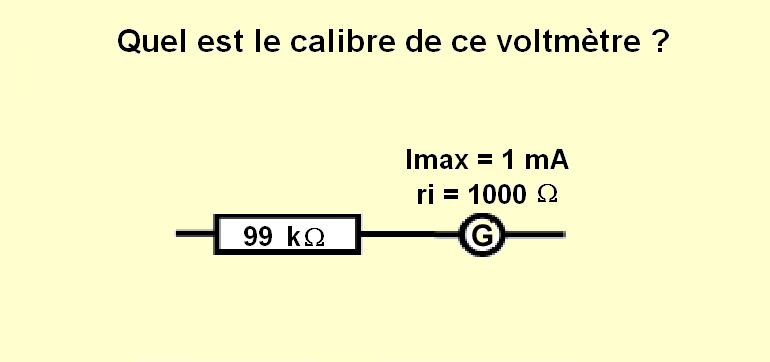 Quel est le calibre de ce voltmètre ?
Imax = 1 mA
ri = 1000 Ω
99 kΩ
G